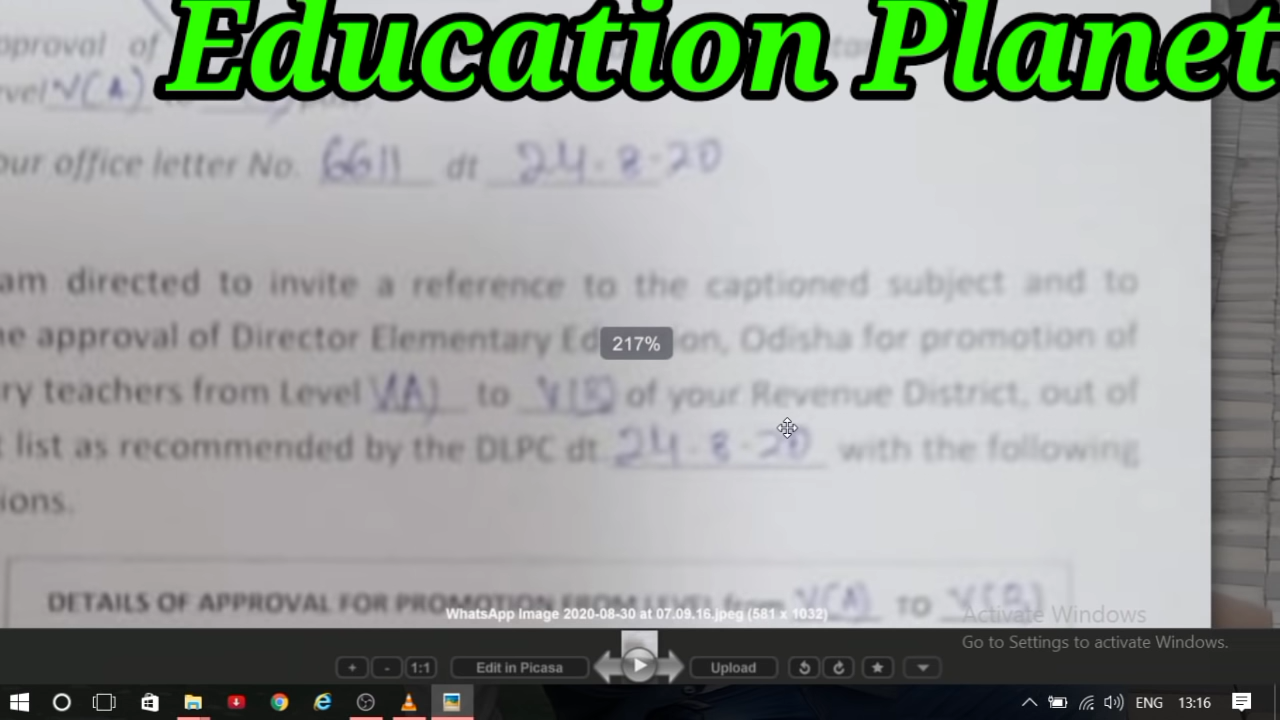 Education Planet
pproval of
vel V(A) to
our office letter No. 6611 dt 24.8.20
am directed to invite a reference to the captioned subject and to
he approval of Director Elementary Ed on, Odisha for promotion of
217%
ry teachers from Level V(A) to V(B) of your Revenue District, out of
t list as recommended by the DLPC dt 24.8.20 with the following
ions.
DETAILS OF APPROVAL FOR PROMOTION FROM LEVEL from V(A) TO V(B)
WhatsApp Image 2020-08-30 at 07.09.16.jpeg (581 x 1032)
Activate Windows
Go to Settings to activate Windows.
+ - 1:1 Edit in Picasa Upload
ENG 13:16